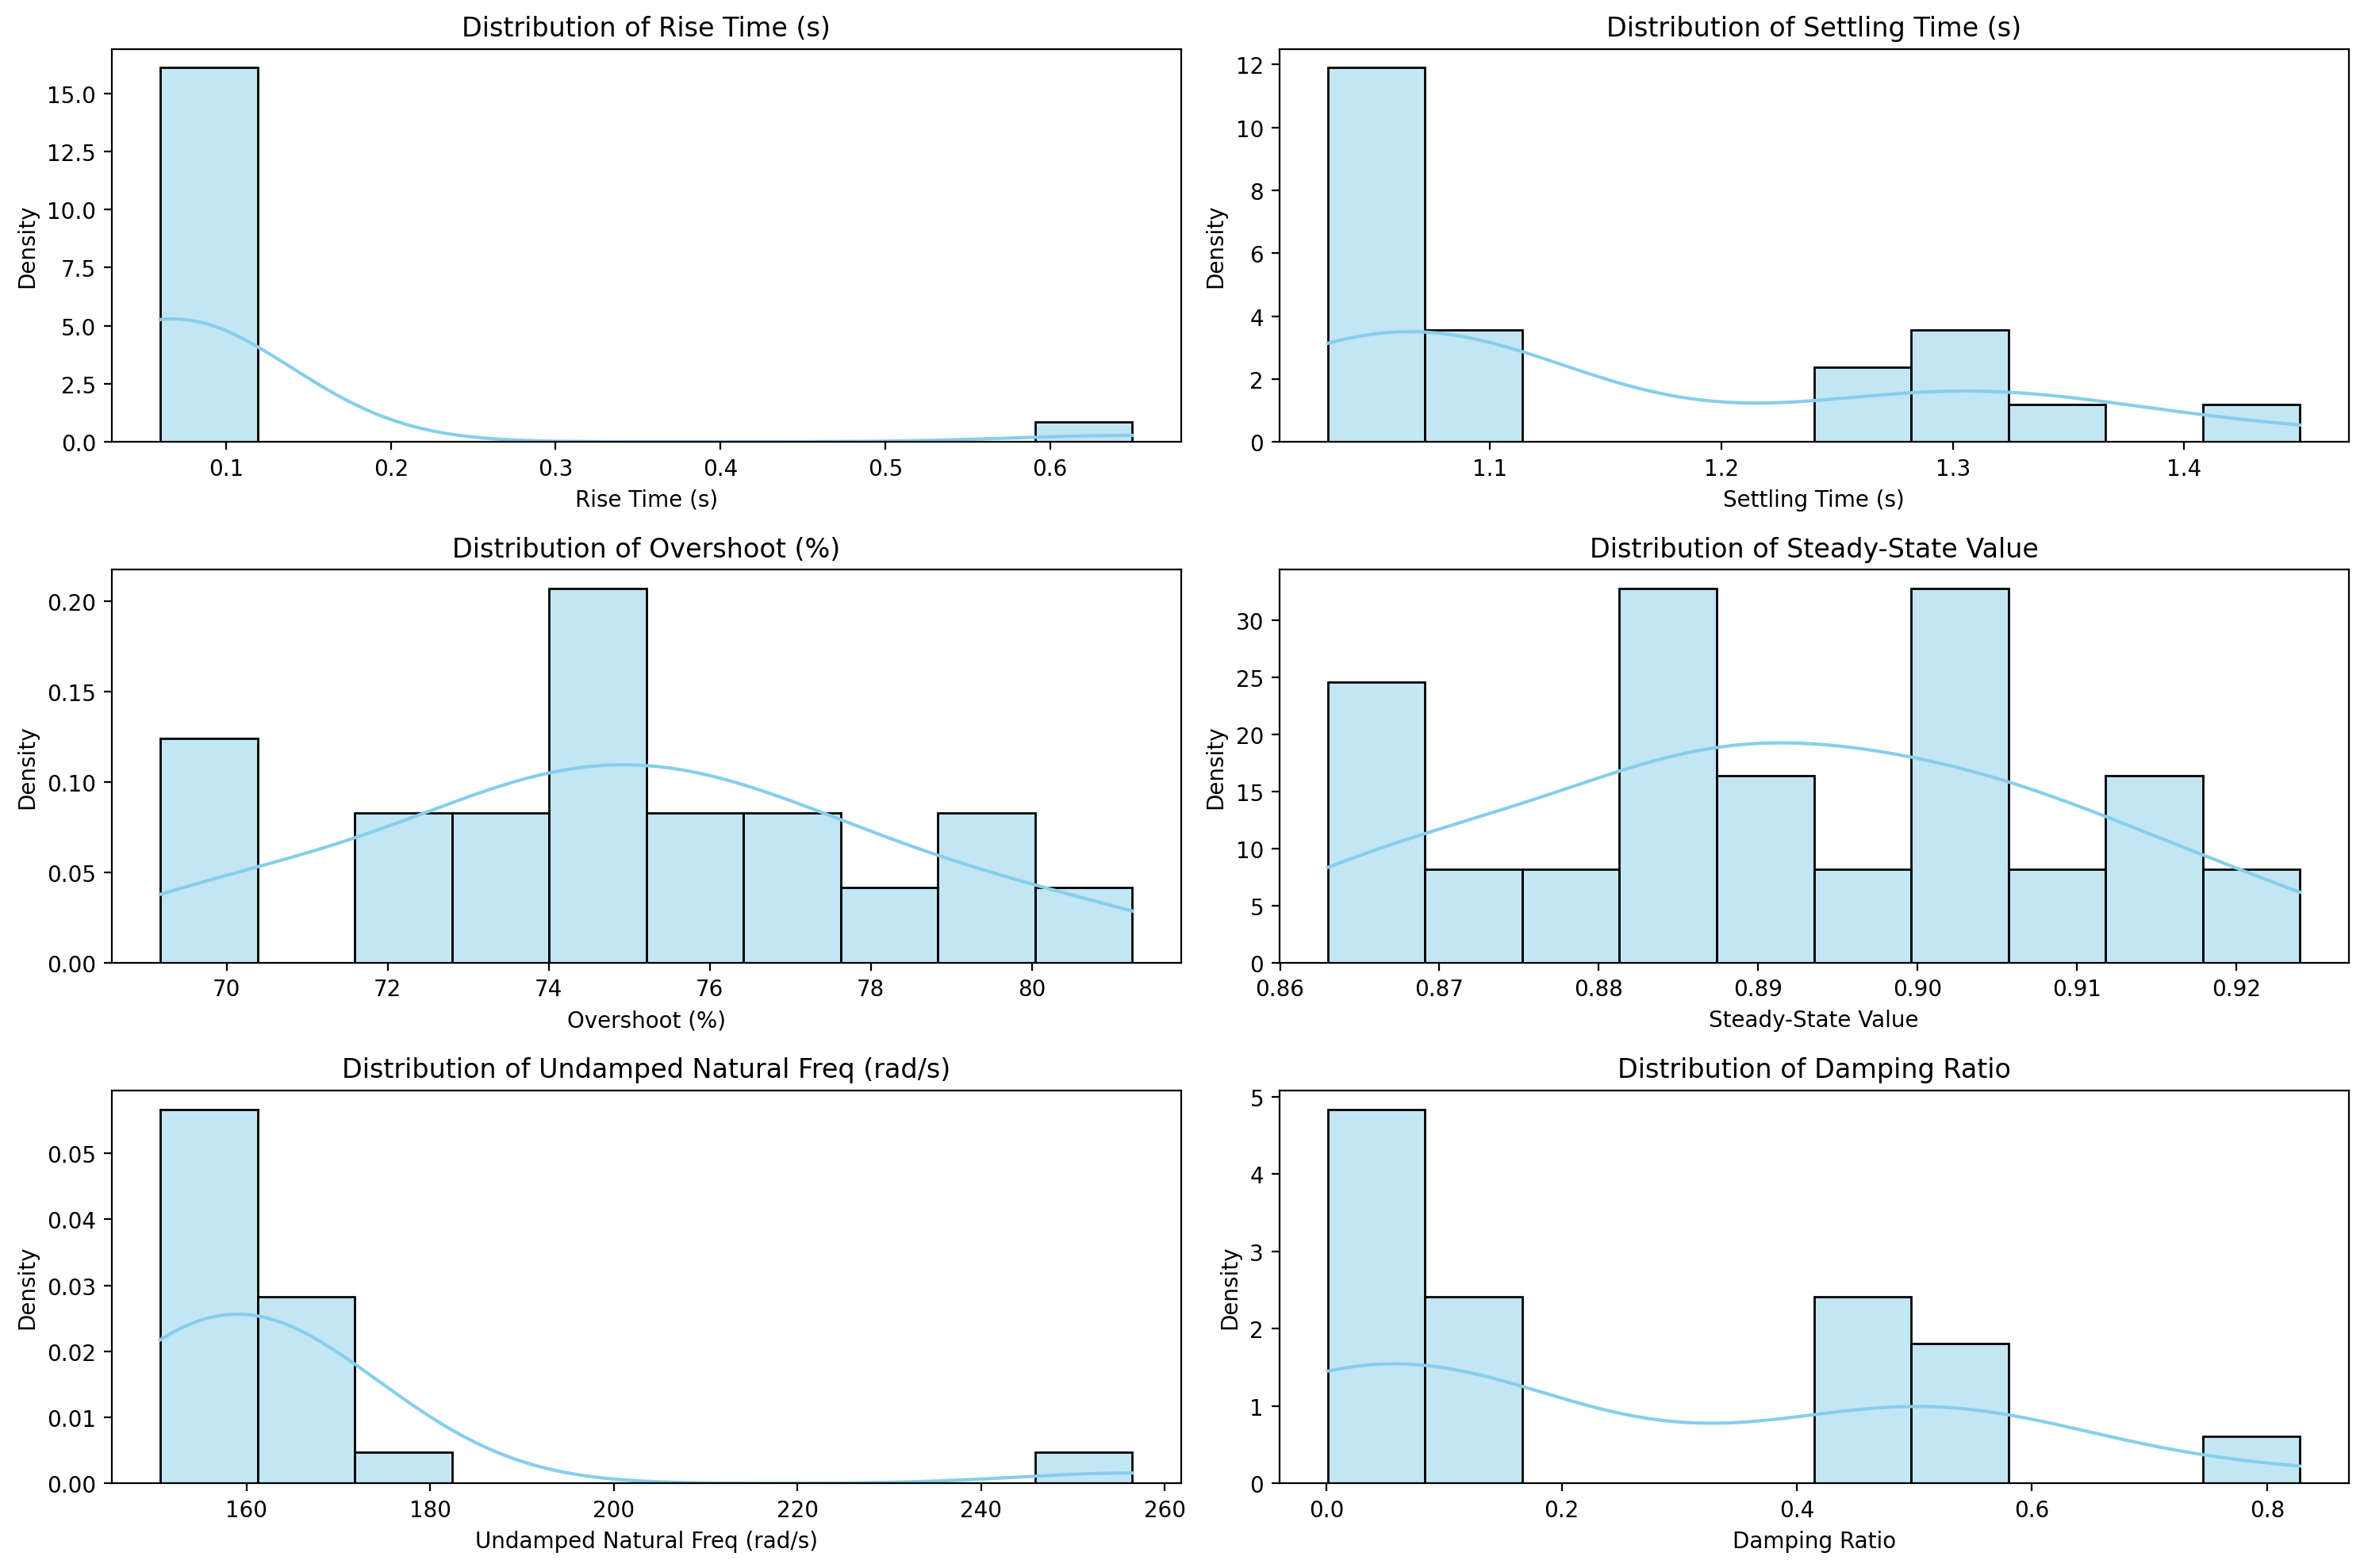 Distribution of Rise Time (s)
15.0
12.5
10.0
7.5
5.0
2.5
0.0
Density
0.1 0.2 0.3 0.4 0.5 0.6
Rise Time (s)
Distribution of Settling Time (s)
12
10
8
6
4
2
0
Density
1.1 1.2 1.3 1.4
Settling Time (s)
Distribution of Overshoot (%)
0.20
0.15
0.10
0.05
0.00
Density
70 72 74 76 78 80
Overshoot (%)
Distribution of Steady-State Value
30
25
20
15
10
5
0
Density
0.86 0.87 0.88 0.89 0.90 0.91 0.92
Steady-State Value
Distribution of Undamped Natural Freq (rad/s)
0.05
0.04
0.03
0.02
0.01
0.00
Density
160 180 200 220 240 260
Undamped Natural Freq (rad/s)
Distribution of Damping Ratio
5
4
3
2
1
0
Density
0.0 0.2 0.4 0.6 0.8
Damping Ratio